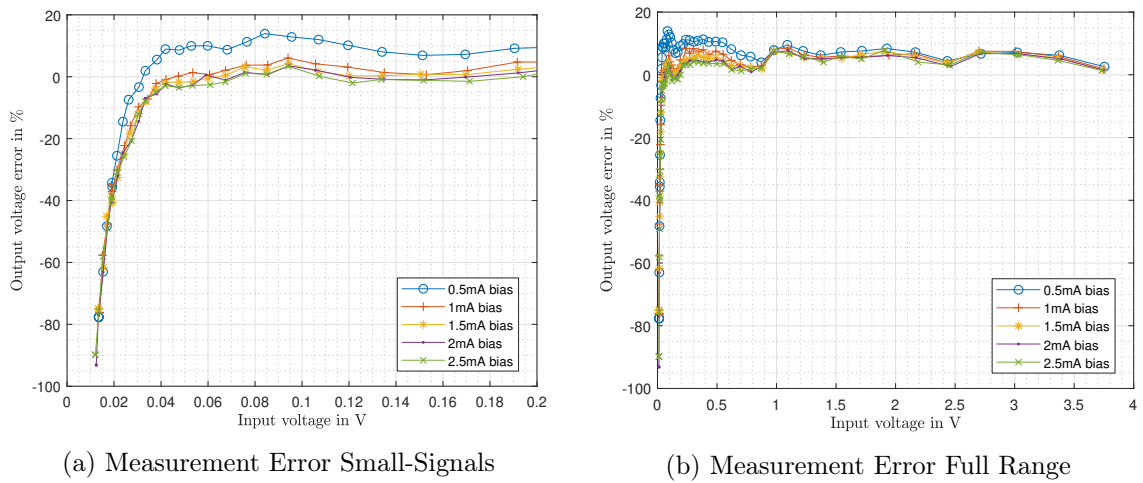 20
0
-20
-40
-60
-80
-100
Output voltage error in %
0 0.02 0.04 0.06 0.08 0.1 0.12 0.14 0.16 0.18 0.2
Input voltage in V
0.5mA bias
1mA bias
1.5mA bias
2mA bias
2.5mA bias
(a) Measurement Error Small-Signals
20
0
-20
-40
-60
-80
-100
Output voltage error in %
0 0.5 1 1.5 2 2.5 3 3.5 4
Input voltage in V
0.5mA bias
1mA bias
1.5mA bias
2mA bias
2.5mA bias
(b) Measurement Error Full Range